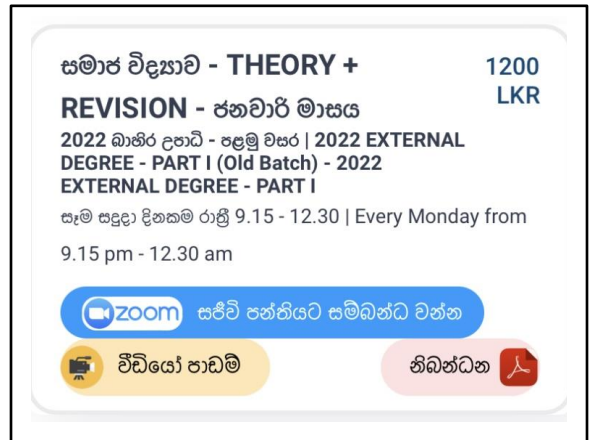 සමාජ විද්‍යාව - THEORY +
REVISION - ජනවාරි මාසය
1200
LKR
2022 බාහිර උපාධි - පළමු වසර | 2022 EXTERNAL
DEGREE - PART I (Old Batch) - 2022
EXTERNAL DEGREE - PART I
සෑම සදුදා දිනකම රාත්‍රී 9.15 - 12.30 | Every Monday from
9.15 pm - 12.30 am
zoom සජීවි පන්තියට සම්බන්ධ වන්න
වීඩියෝ පාඩම්
නිබන්ධන